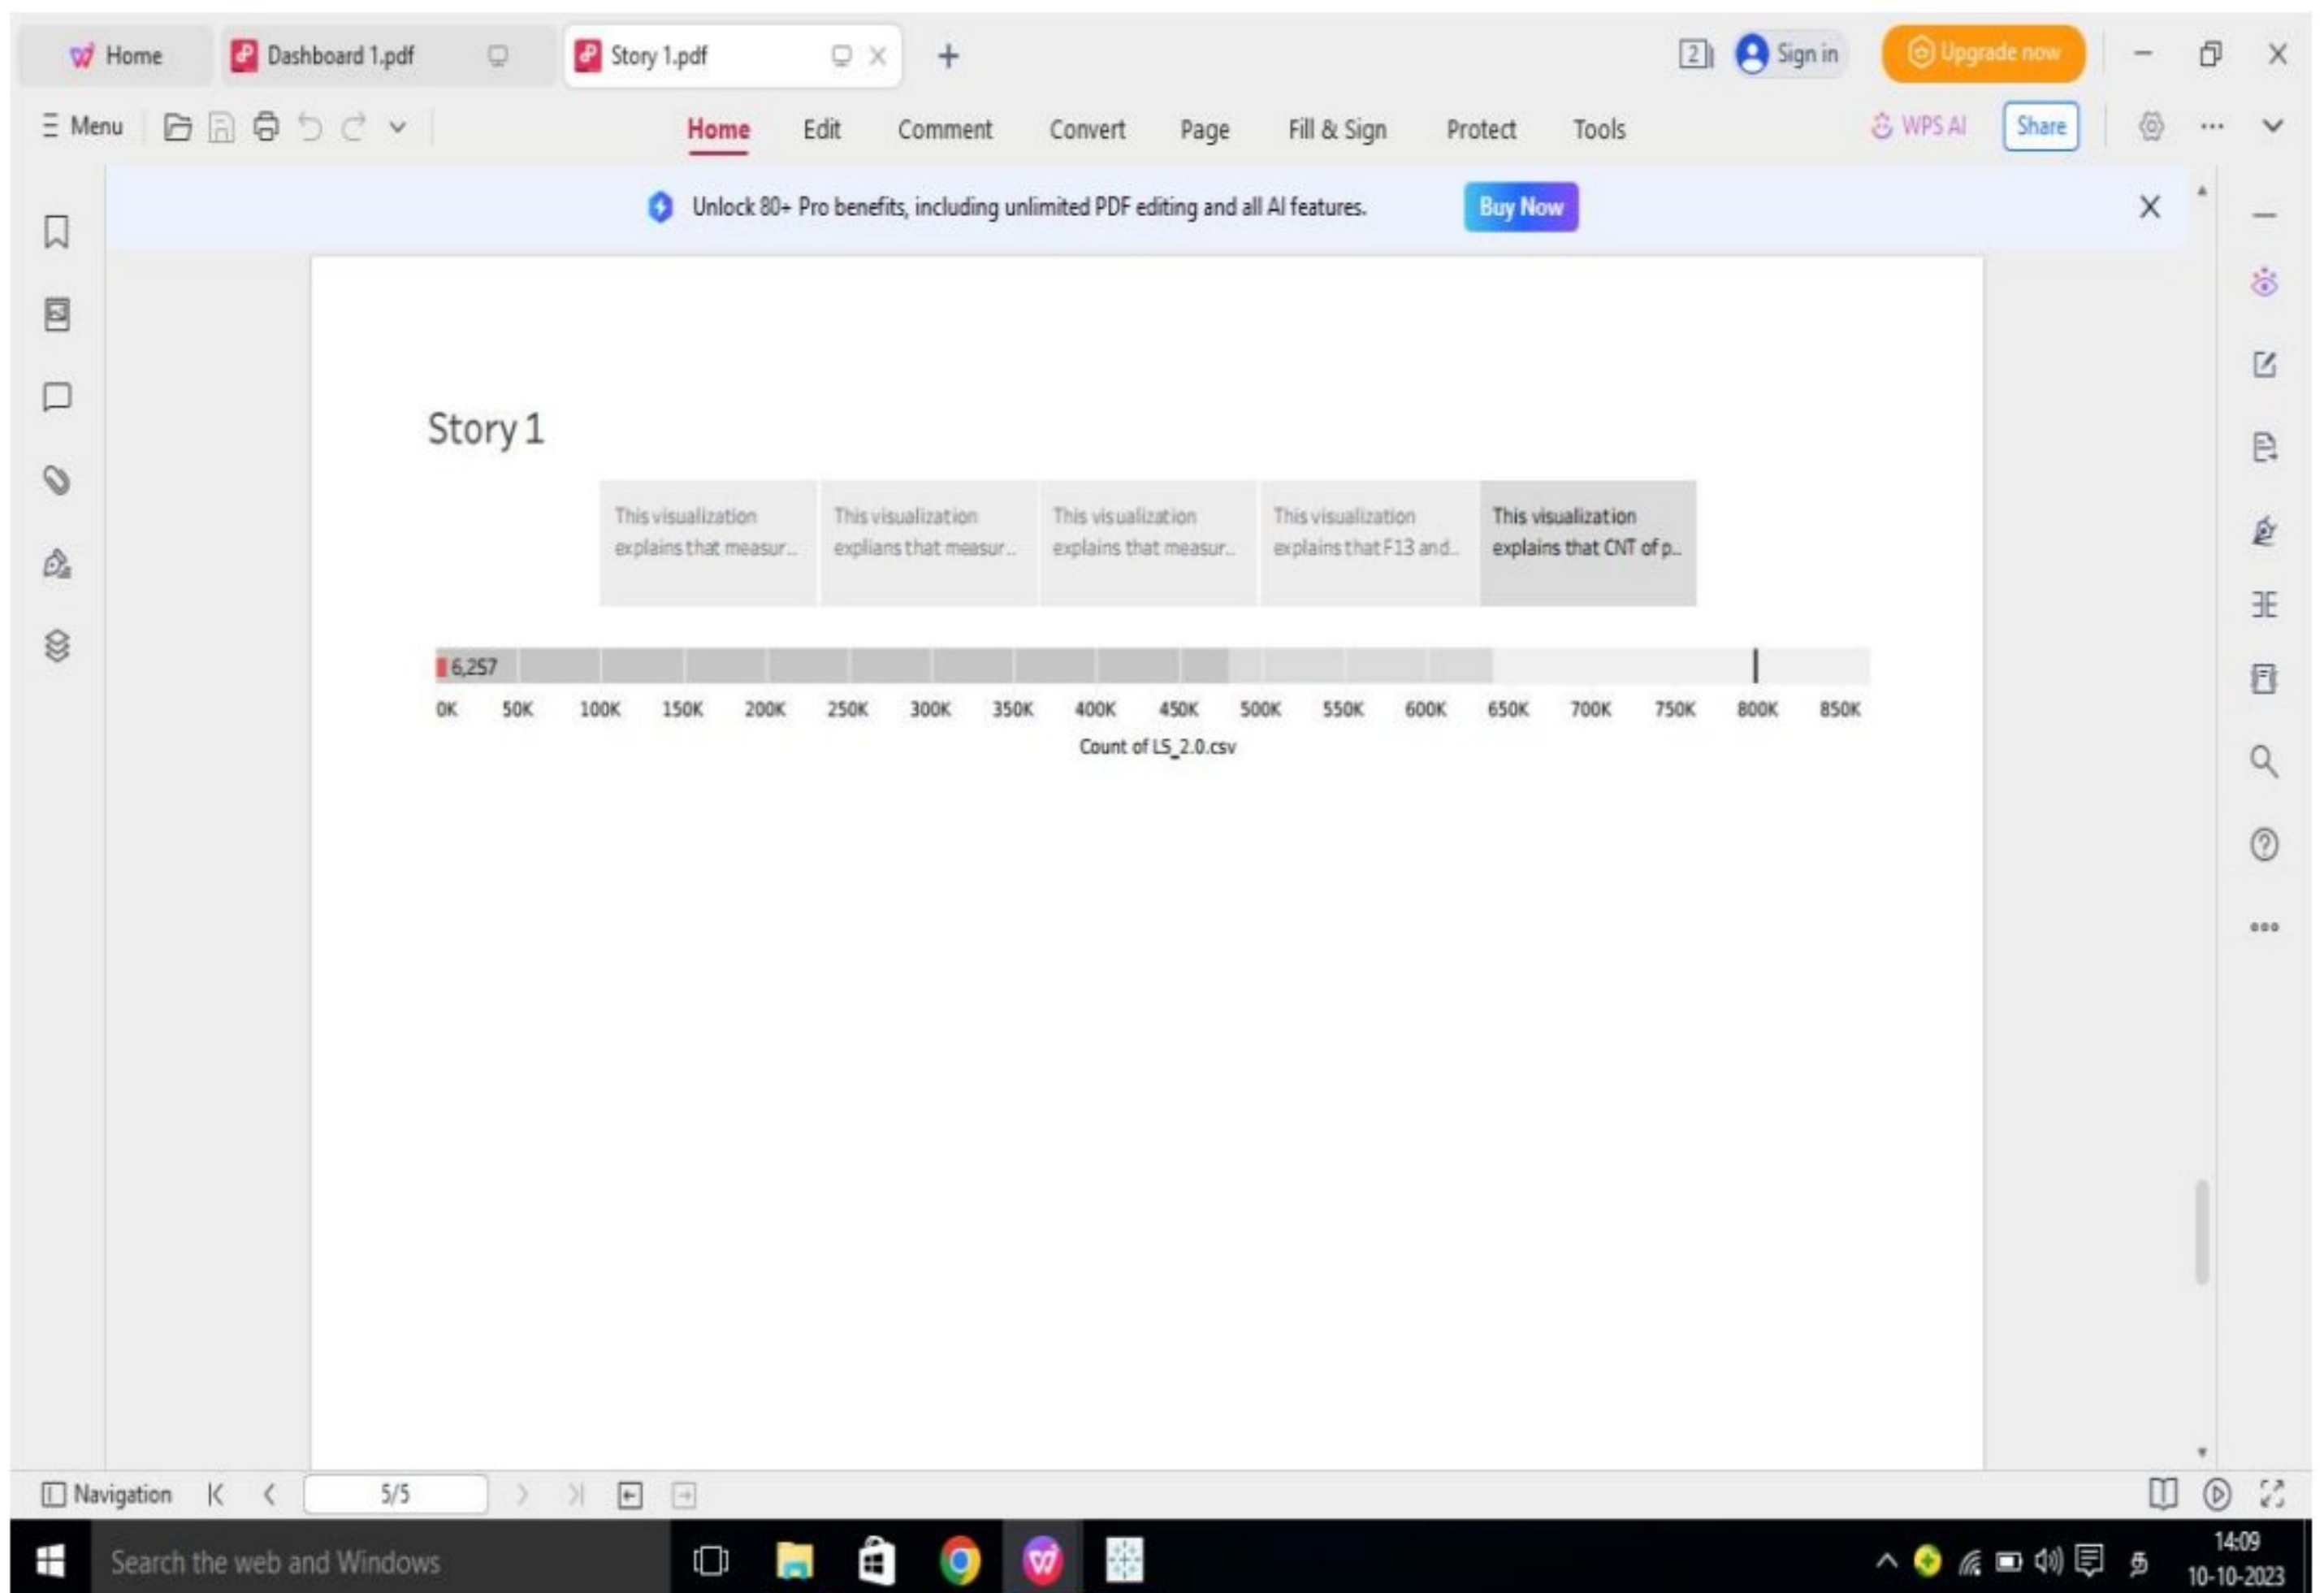 Home
Dashboard 1.pdf
Story 1.pdf
2
Sign in
Upgrade now
Menu
Home Edit Comment Convert Page Fill & Sign Protect Tools
WPS AI
Share
Unlock 80+ Pro benefits, including unlimited PDF editing and all AI features.
Buy Now
Story 1
This visualization
explains that measur...
This visualization
explians that measur...
This visualization
explains that measur...
This visualization
explains that F13 and...
This visualization
explains that CNT of p...
6,257
0K 50K 100K 150K 200K 250K 300K 350K 400K 450K 500K 550K 600K 650K 700K 750K 800K 850K
Count of LS_2.0.csv
Navigation
5/5
Search the web and Windows
த
14:09
10-10-2023